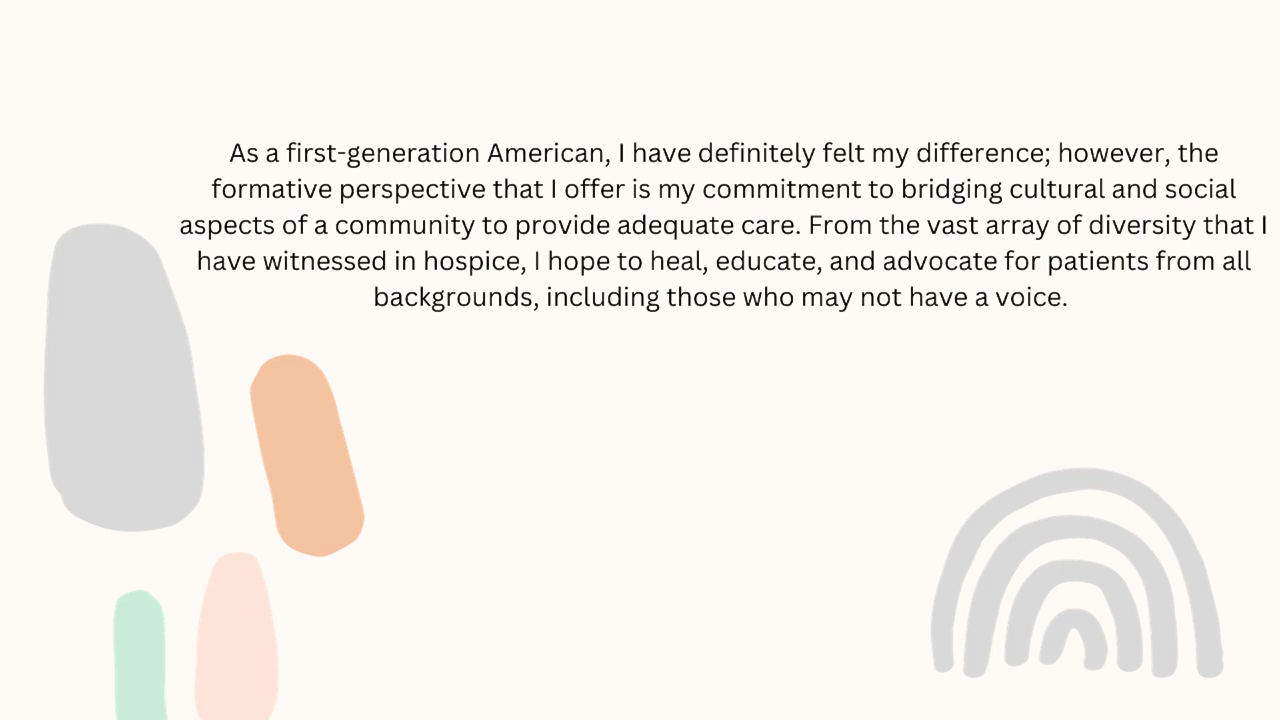 As a first-generation American, I have definitely felt my difference; however, the
formative perspective that I offer is my commitment to bridging cultural and social
aspects of a community to provide adequate care. From the vast array of diversity that I
have witnessed in hospice, I hope to heal, educate, and advocate for patients from all
backgrounds, including those who may not have a voice.